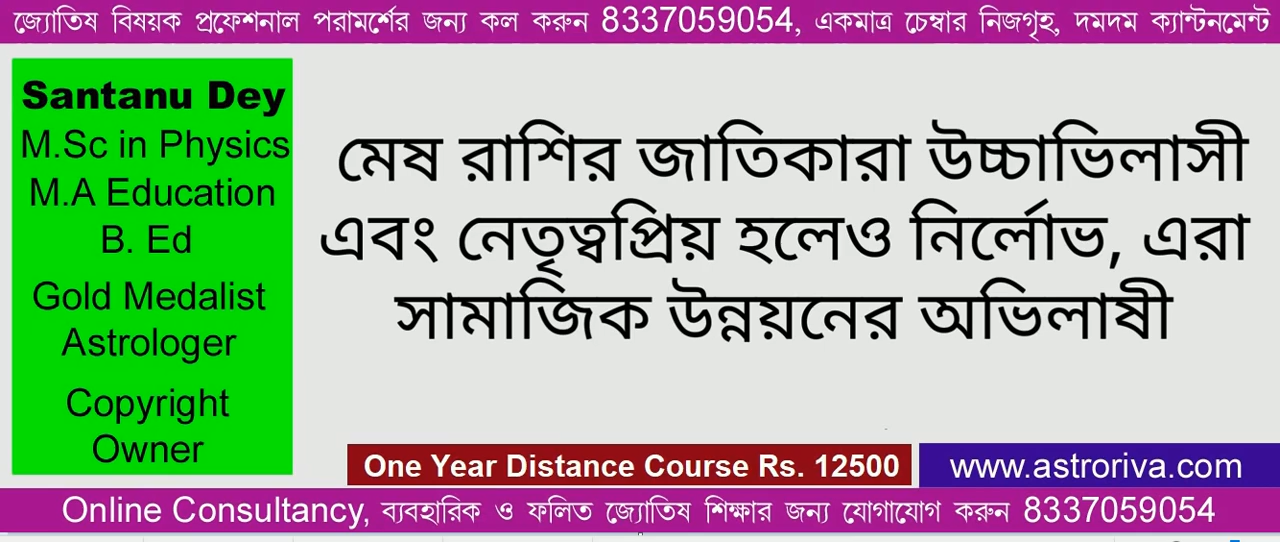 জ্যোতিষ বিষয়ক প্রফেশনাল পরামর্শের জন্য কল করুন 8337059054, একমাত্র চেম্বার নিজগৃহ, দমদম ক্যান্টনমেন্ট
Santanu Dey
M.Sc in Physics
M.A Education
B. Ed
Gold Medalist
Astrologer
Copyright
Owner
মেষ রাশির জাতিকারা উচ্চাভিলাসী
এবং নেতৃত্বপ্রিয় হলেও নির্লোভ, এরা
সামাজিক উন্নয়নের অভিলাষী
One Year Distance Course Rs. 12500
www.astroriva.com
Online Consultancy, ব্যবহারিক ও ফলিত জ্যোতিষ শিক্ষার জন্য যোগাযোগ করুন 8337059054